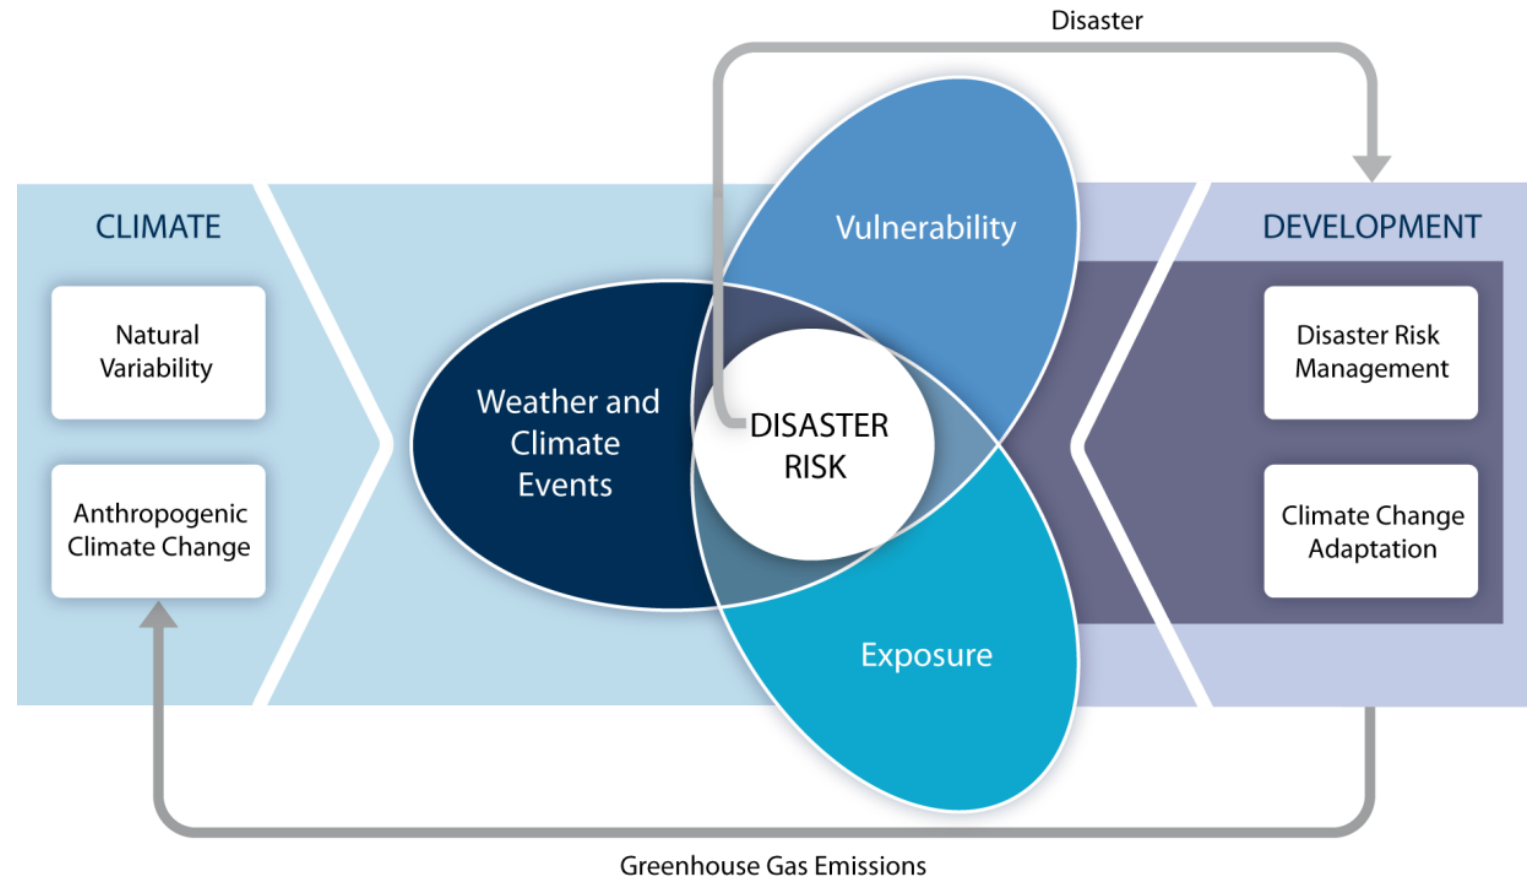 Disaster
CLIMATE
Natural
Variability
Anthropogenic
Climate Change
Weather and
Climate
Events
Vulnerability
DISASTER
RISK
Exposure
DEVELOPMENT
Disaster Risk
Management
Climate Change
Adaptation
Greenhouse Gas Emissions